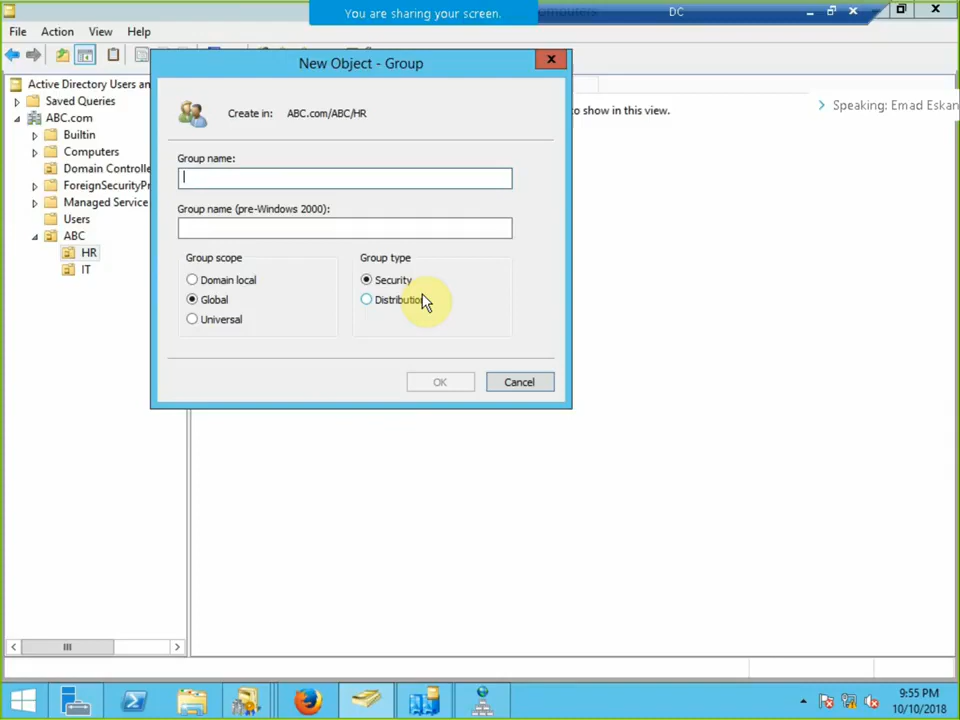 You are sharing your screen.
DC
File Action View Help
New Object - Group
Active Directory Users an
Saved Queries
ABC.com
Builtin
Computers
Domain Controlle
ForeignSecurityPr
Managed Service
Users
ABC
HR
IT
Create in: ABC.com/ABC/HR
Group name:
Group name (pre-Windows 2000):
Group scope
Domain local
Global
Universal
Group type
Security
Distribution
OK
Cancel
to show in this view.
Speaking: Emad Eskan
9:55 PM
10/10/2018